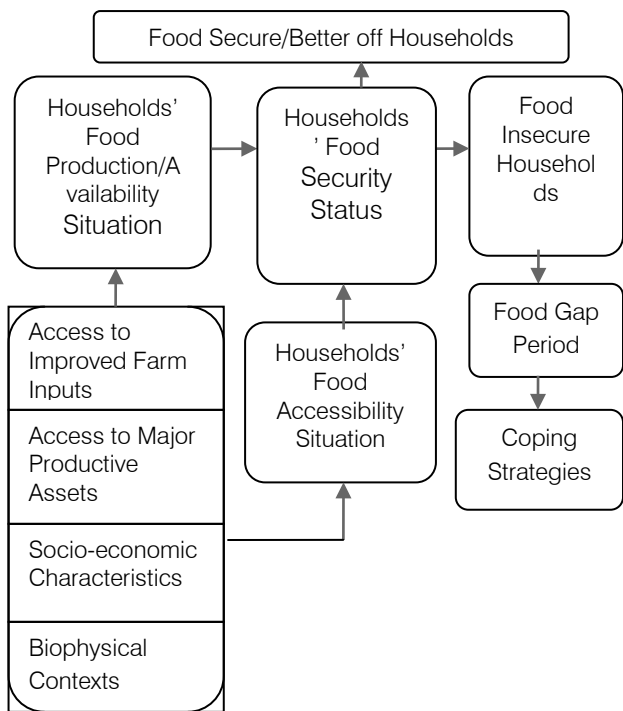 Food Secure/Better off Households
Households’
Food
Production/A
vailability
Situation
Households
’ Food
Security
Status
Food
Insecure
Househol
ds
Access to
Improved Farm
Inputs
Access to Major
Productive
Assets
Socio-economic
Characteristics
Biophysical
Contexts
Households’
Food
Accessibility
Situation
Food Gap
Period
Coping
Strategies